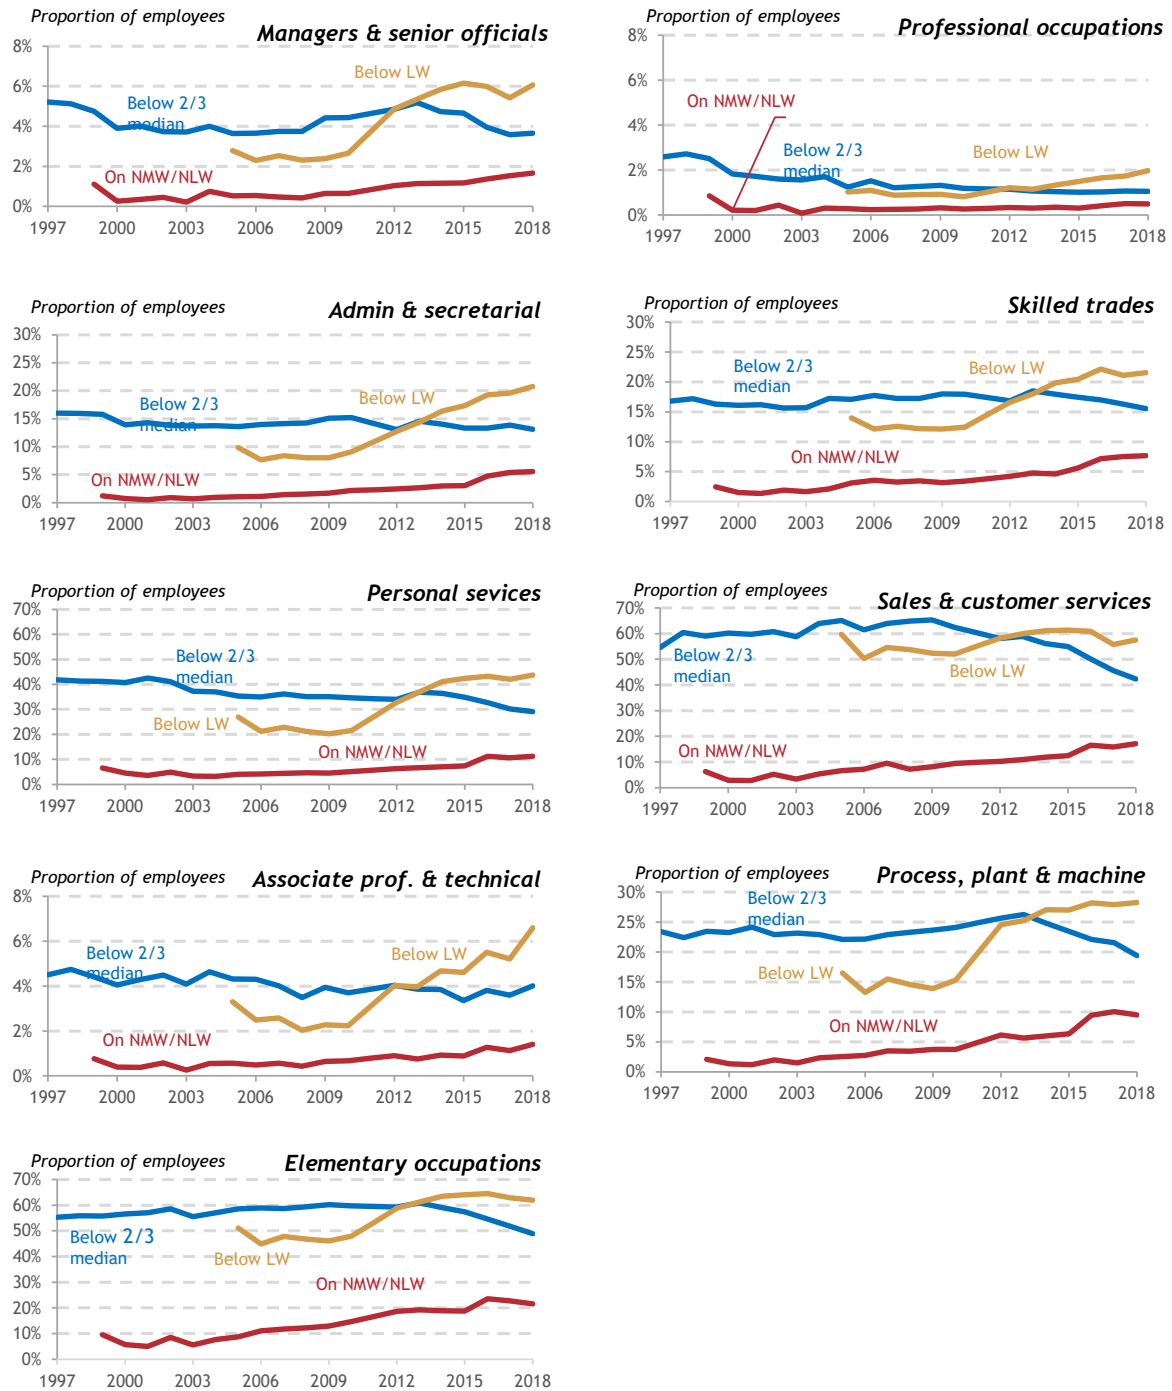 Proportion of employees
Managers & senior officials
8%
6%
4%
2%
0%
Below LW
Below 2/3
median
On NMW/NLW
1997 2000 2003 2006 2009 2012 2015 2018
Proportion of employees
Professional occupations
8%
6%
4%
2%
0%
On NMW/NLW
Below 2/3
median
Below LW
1997 2000 2003 2006 2009 2012 2015 2018
Proportion of employees
Admin & secretarial
30%
25%
20%
15%
10%
5%
0%
Below LW
Below 2/3
median
On NMW/NLW
1997 2000 2003 2006 2009 2012 2015 2018
Proportion of employees
Skilled trades
30%
25%
20%
15%
10%
5%
0%
Below 2/3
median
Below LW
On NMW/NLW
1997 2000 2003 2006 2009 2012 2015 2018
Proportion of employees
Personal sevices
70%
60%
50%
40%
30%
20%
10%
0%
Below 2/3
median
Below LW
On NMW/NLW
1997 2000 2003 2006 2009 2012 2015 2018
Proportion of employees
Sales & customer services
70%
60%
50%
40%
30%
20%
10%
0%
Below 2/3
median
Below LW
On NMW/NLW
1997 2000 2003 2006 2009 2012 2015 2018
Proportion of employees
Associate prof. & technical
8%
6%
4%
2%
0%
Below 2/3
median
Below LW
On NMW/NLW
1997 2000 2003 2006 2009 2012 2015 2018
Proportion of employees
Process, plant & machine
30%
25%
20%
15%
10%
5%
0%
Below 2/3
median
Below LW
On NMW/NLW
1997 2000 2003 2006 2009 2012 2015 2018
Proportion of employees
Elementary occupations
70%
60%
50%
40%
30%
20%
10%
0%
Below 2/3
median
Below LW
On NMW/NLW
1997 2000 2003 2006 2009 2012 2015 2018